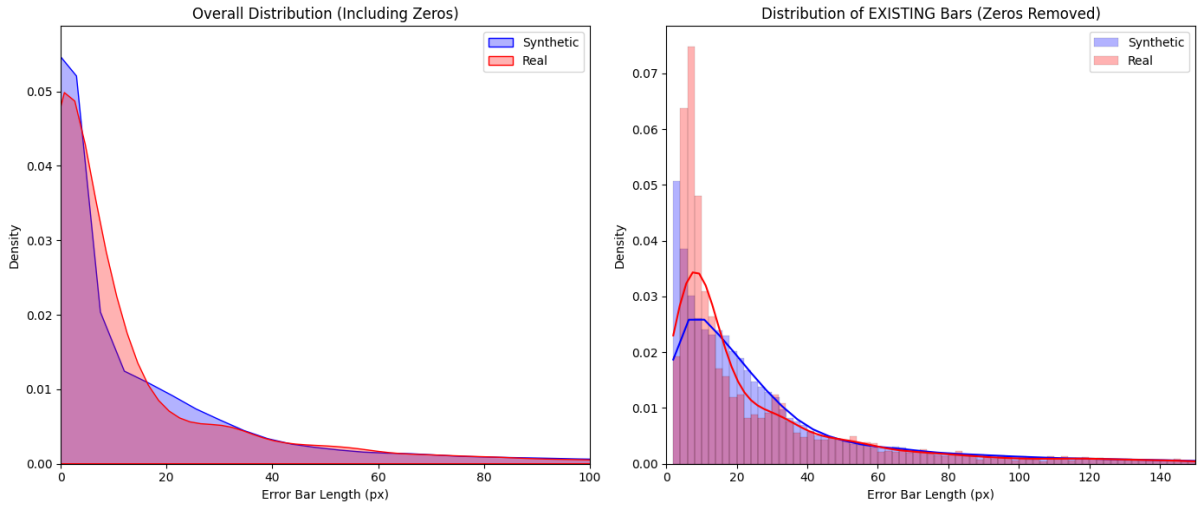 Overall Distribution (Including Zeros)
Synthetic
Real
0.05
0.04
0.03
0.02
0.01
0.00
Density
0 20 40 60 80 100
Error Bar Length (px)
Distribution of EXISTING Bars (Zeros Removed)
Synthetic
Real
0.07
0.06
0.05
0.04
0.03
0.02
0.01
0.00
Density
0 20 40 60 80 100 120 140
Error Bar Length (px)